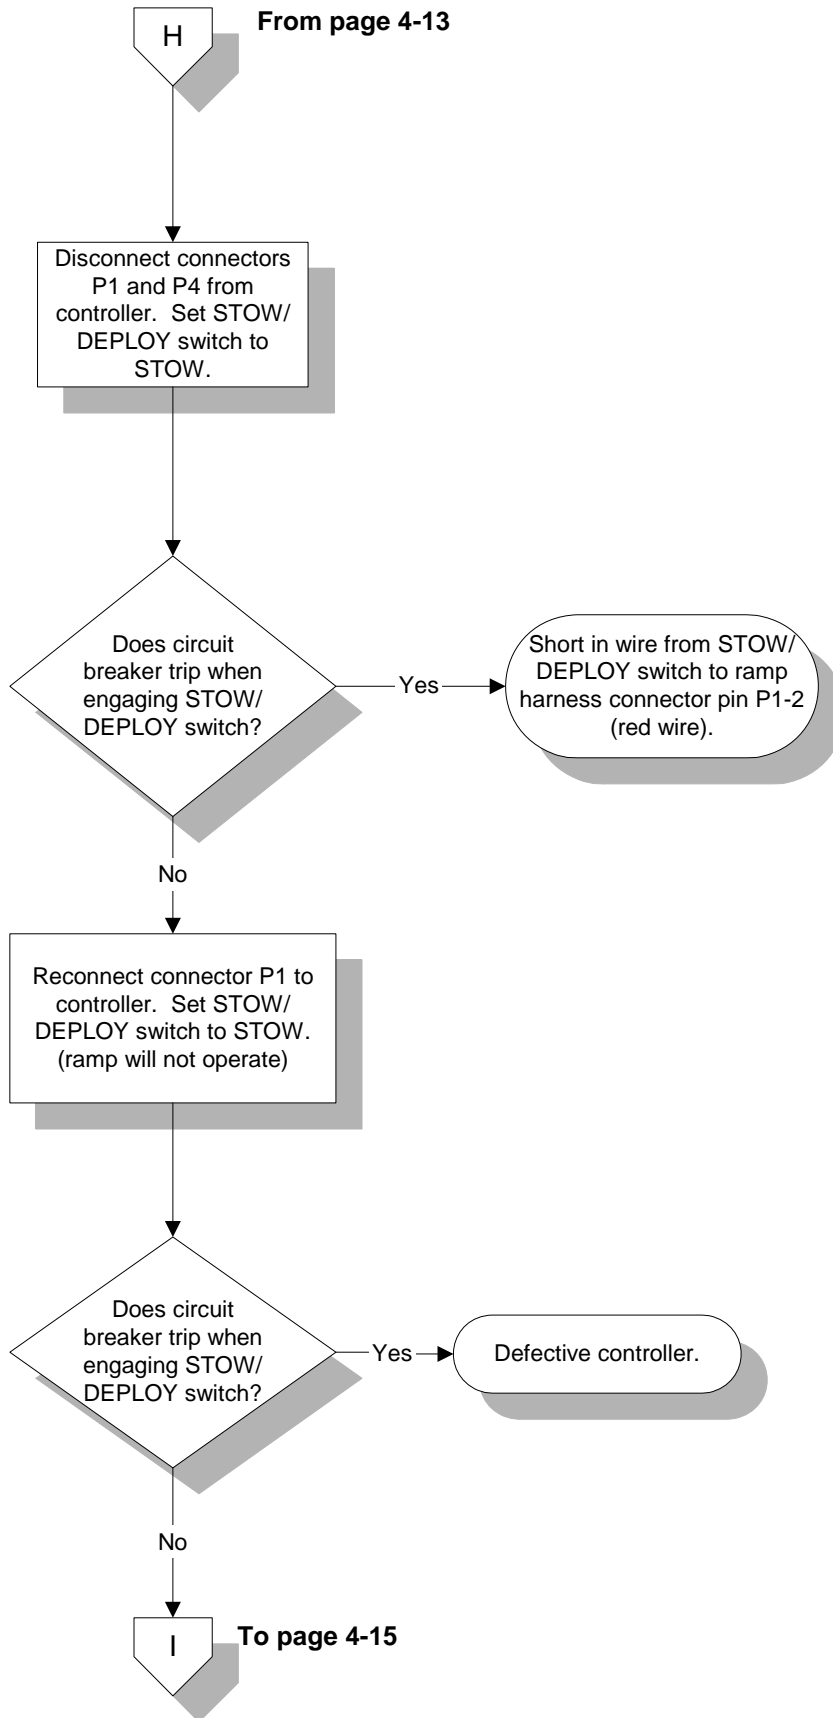 H
From page 4-13
Disconnect connectors
P1 and P4 from
controller.  Set STOW/
DEPLOY switch to
STOW.
Does circuit
breaker trip when
engaging STOW/
DEPLOY switch?
Yes
Short in wire from STOW/
DEPLOY switch to ramp
harness connector pin P1-2
(red wire).
No
Reconnect connector P1 to
controller.  Set STOW/
DEPLOY switch to STOW.
(ramp will not operate)
Does circuit
breaker trip when
engaging STOW/
DEPLOY switch?
Yes
Defective controller.
No
I
To page 4-15